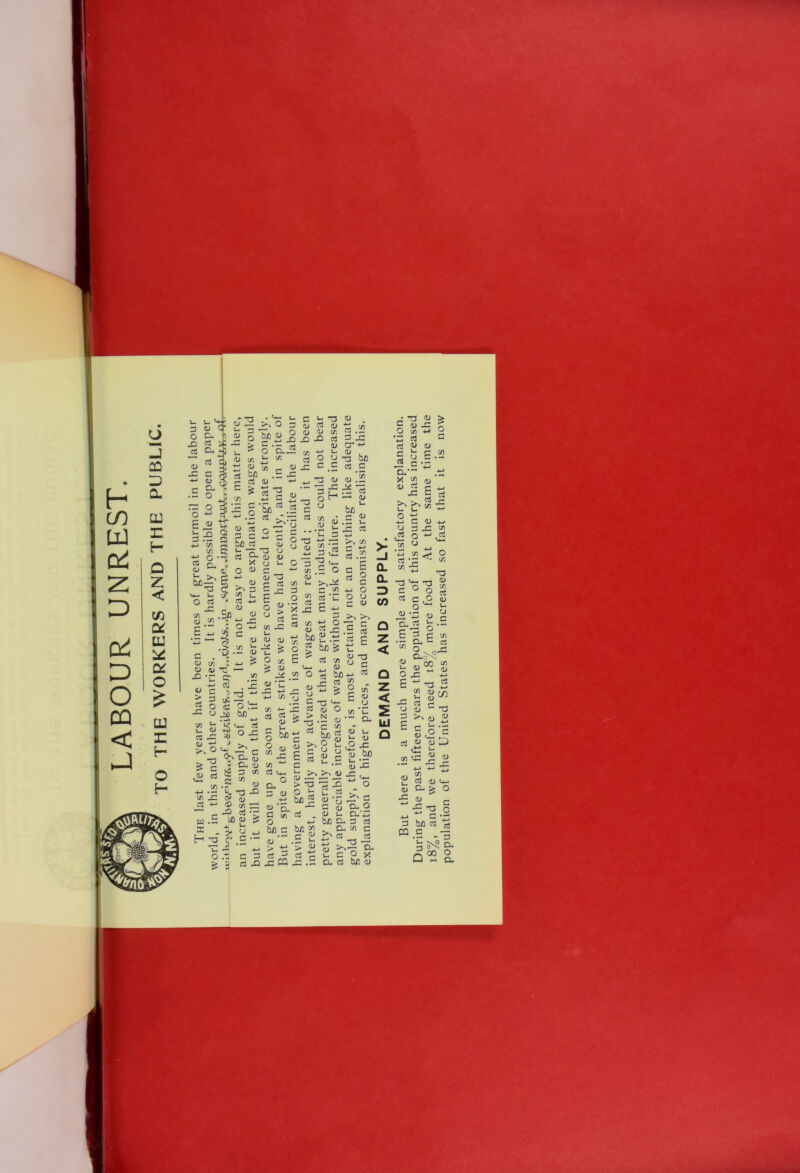 LABOUR UNREST.
TO THE WORKERS AND THE PUBLIC.
THE last few years have been times of great turmoil in the labour
world, in this and other countries. It is hardly possible to open a paper
of strikes and in some important
an increased supply of gold. It is not easy to argue this matter here,
but it will be seen that if this were the true explanation wages would
have gone up as soon as the workers commenced to agitate strongly.
But in spite of the great strikes we have had recently, and in spite of
having a government which is most anxious to conciliate the labour
interest, hardly any advance of wages has resulted; and it has been
pretty generally recognized that a great many industries could not bear
any appreciable increase of wages without risk of failure. The increased
gold supply, therefore, is most certainly not an anything like adequate
explanation of higher prices, and many economists are realising this.
DEMAND AND SUPPLY.
But there is a much more simple and satisfactory explanation.
During the past fifteen years the population of this country has increased
18%, and we therefore need 18% more food. At the same time the
population of the United States has increased so fast that it is now